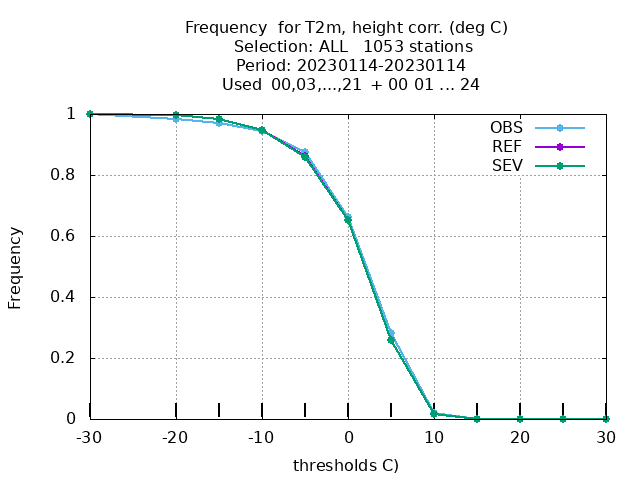 Frequency  for T2m, height corr. (deg C)
Selection: ALL   1053 stations
Period: 20230114-20230114
Used  00,03,...,21  + 00 01 ... 24
OBS
REF
SEV
1
0.8
0.6
0.4
0.2
0
Frequency
-30
-20
-10
0
10
20
30
thresholds C)